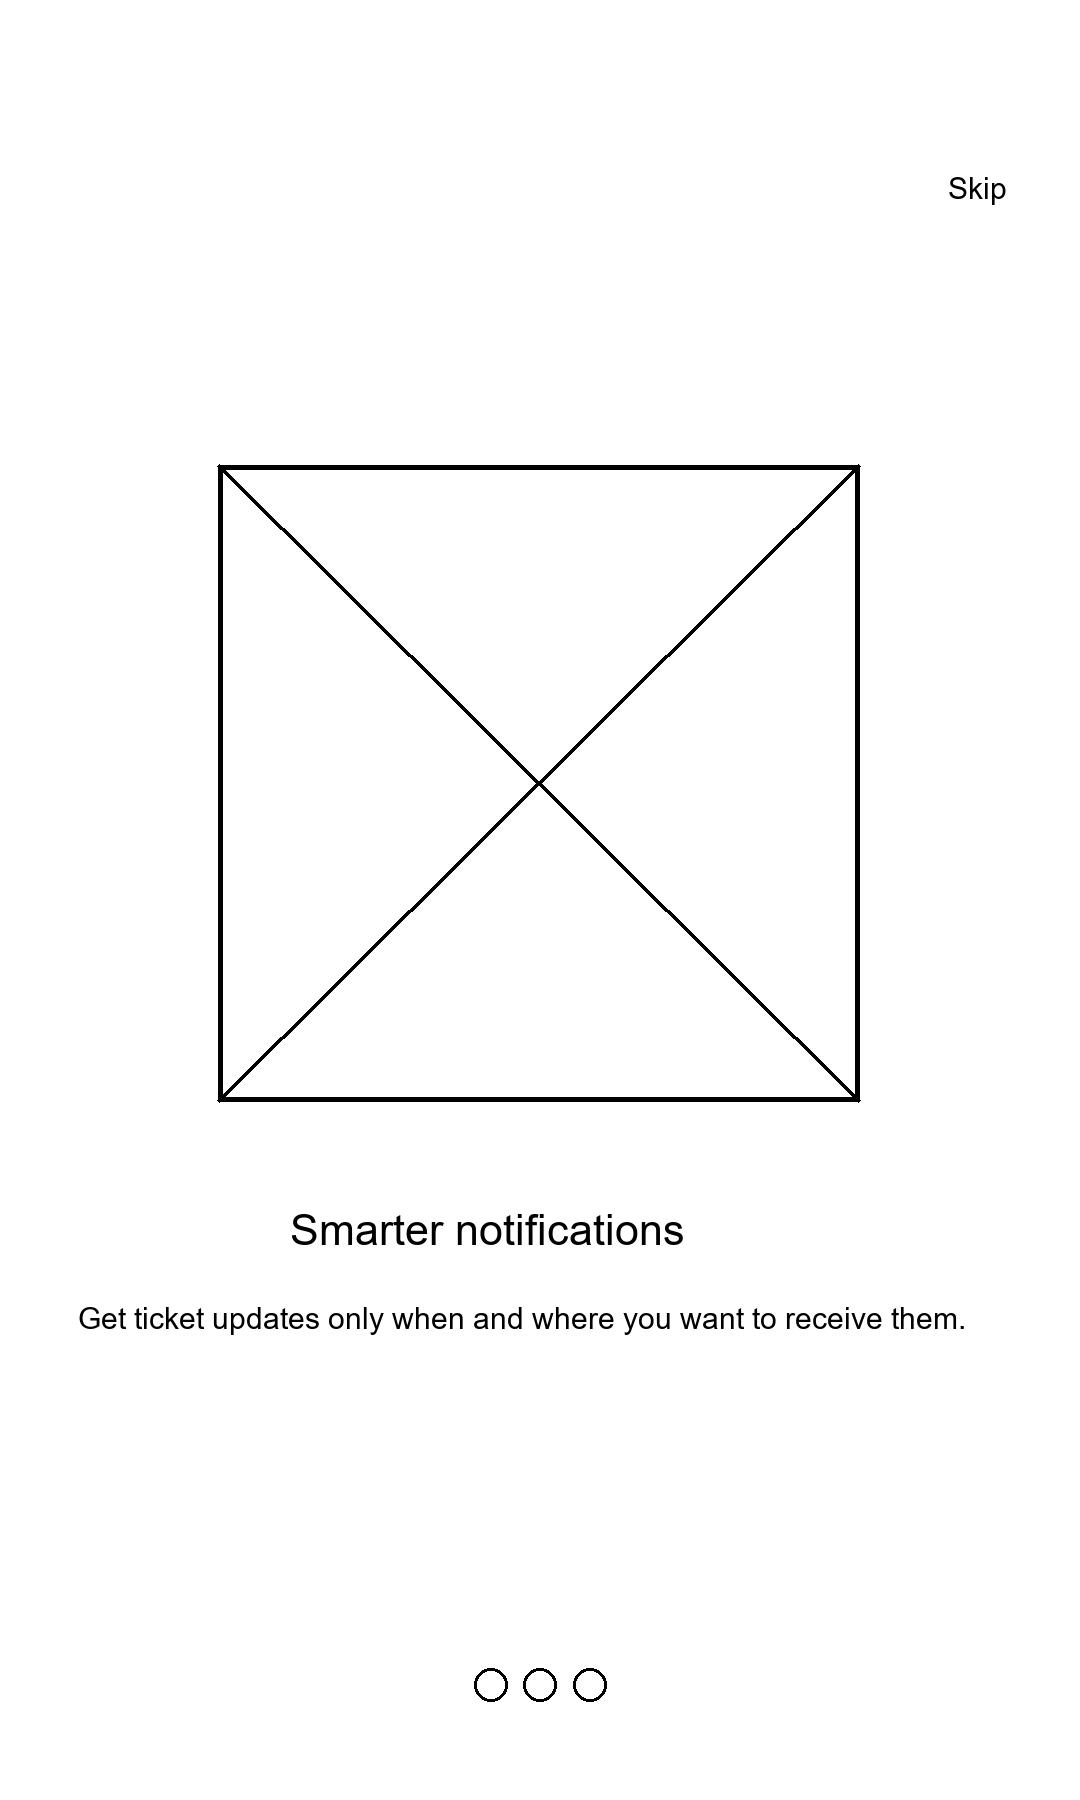 Skip
Smarter notifications
Get ticket updates only when and where you want to receive them.